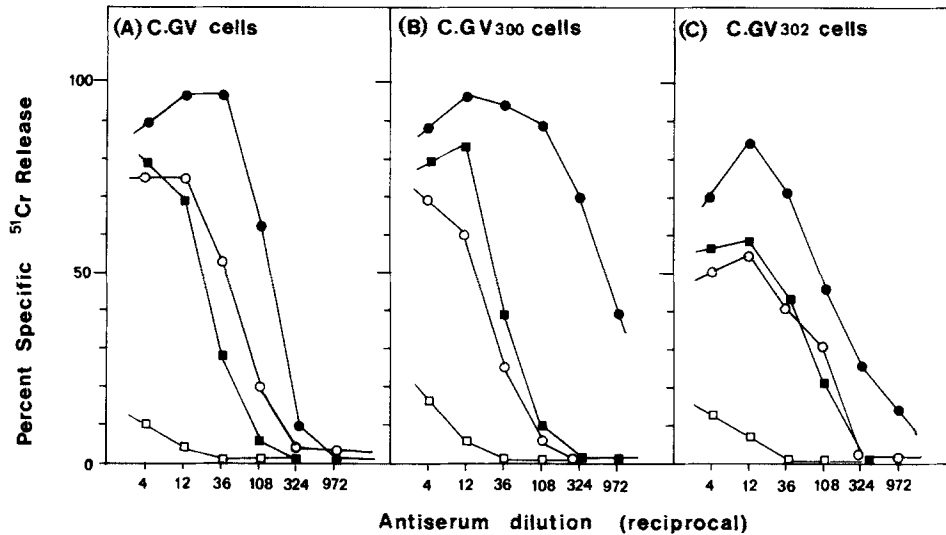 (A) C.GV cells
(B) C.GV300 cells
(C) C.GV302 cells
Percent Specific 51Cr Release
100
50
0
4 12 36 108 324 972
4 12 36 108 324 972
4 12 36 108 324 972
Antiserum dilution (reciprocal)